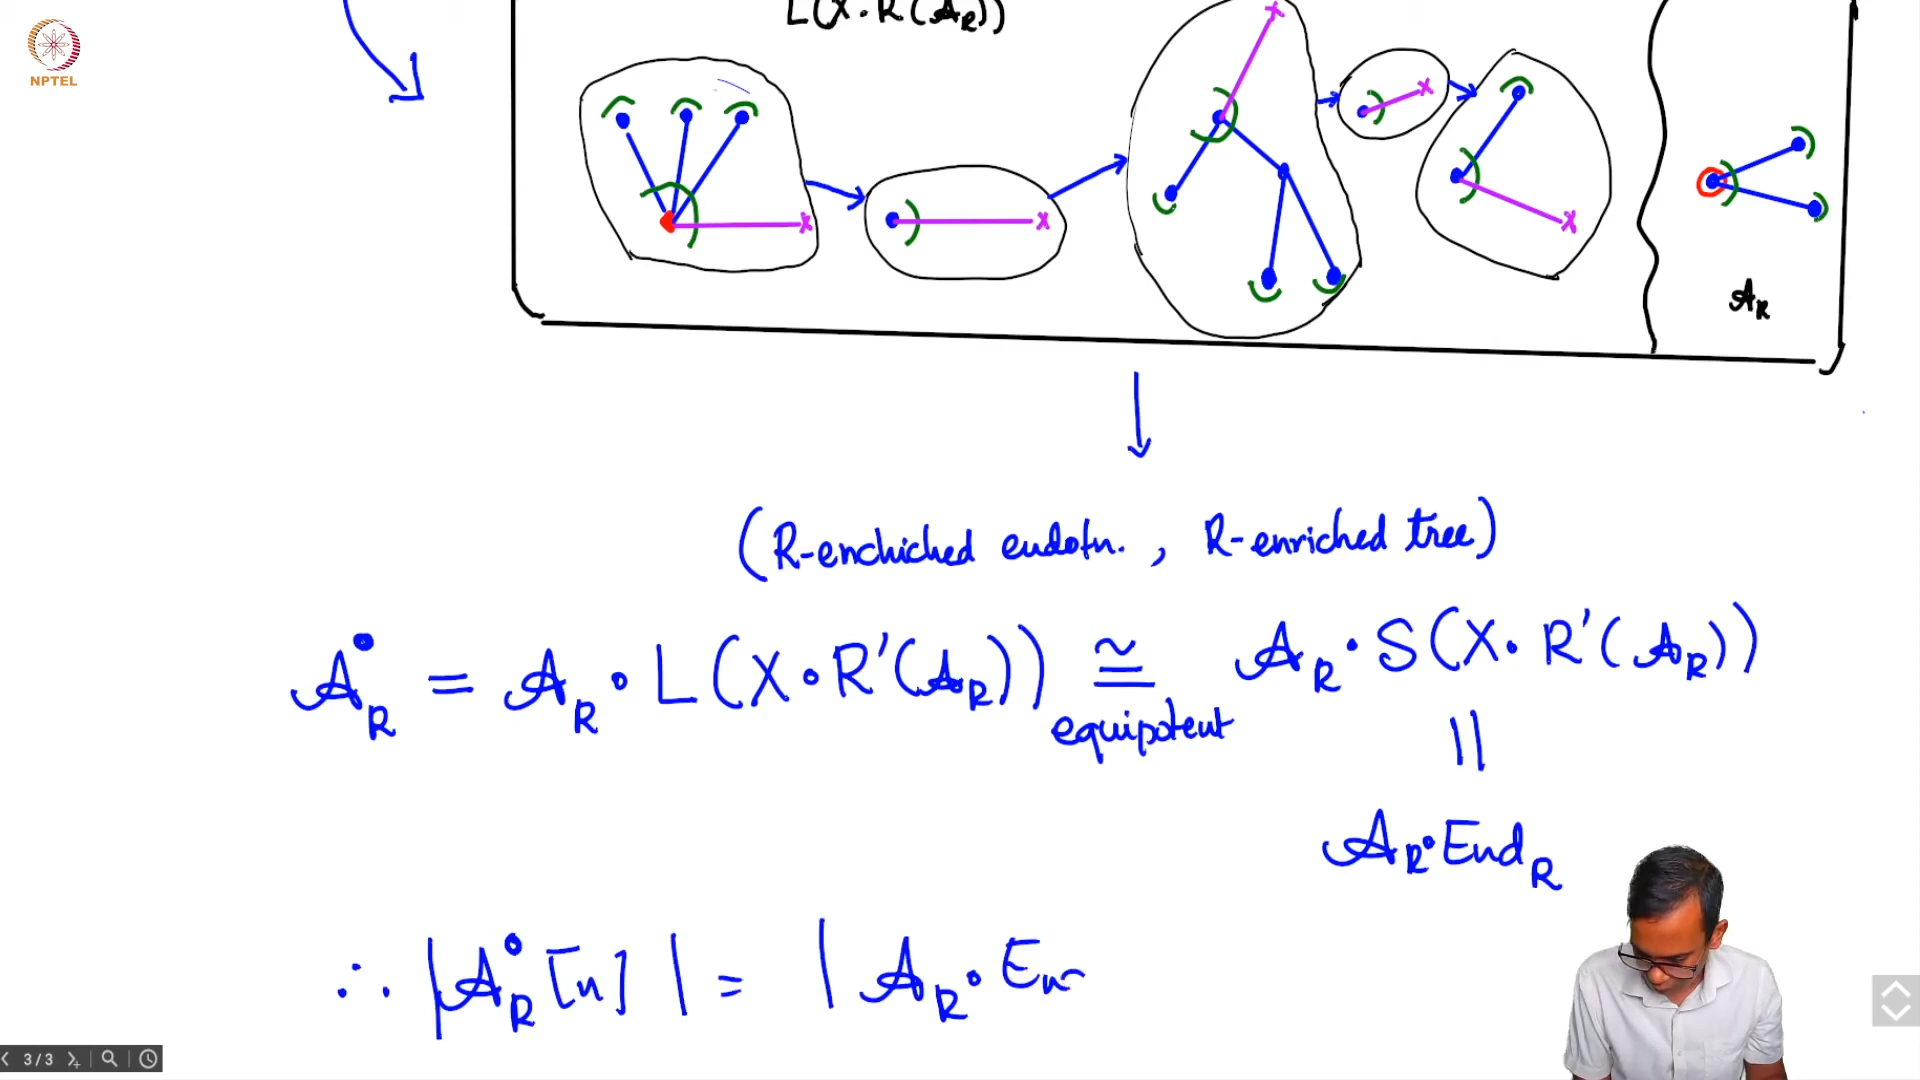 L(X·R(𝒜_R))
NPTEL
x
x
x
x
x
𝒜_R
(R-enchiched endofn. , R-enriched tree)
𝒜^•_R = 𝒜_R · L(X·R'(𝒜_R)) ≅ 𝒜_R · S(X·R'(𝒜_R))
equipotent
||
𝒜_R·End_R
∴ |𝒜^•_R [n]| = | 𝒜_R · En
3/3